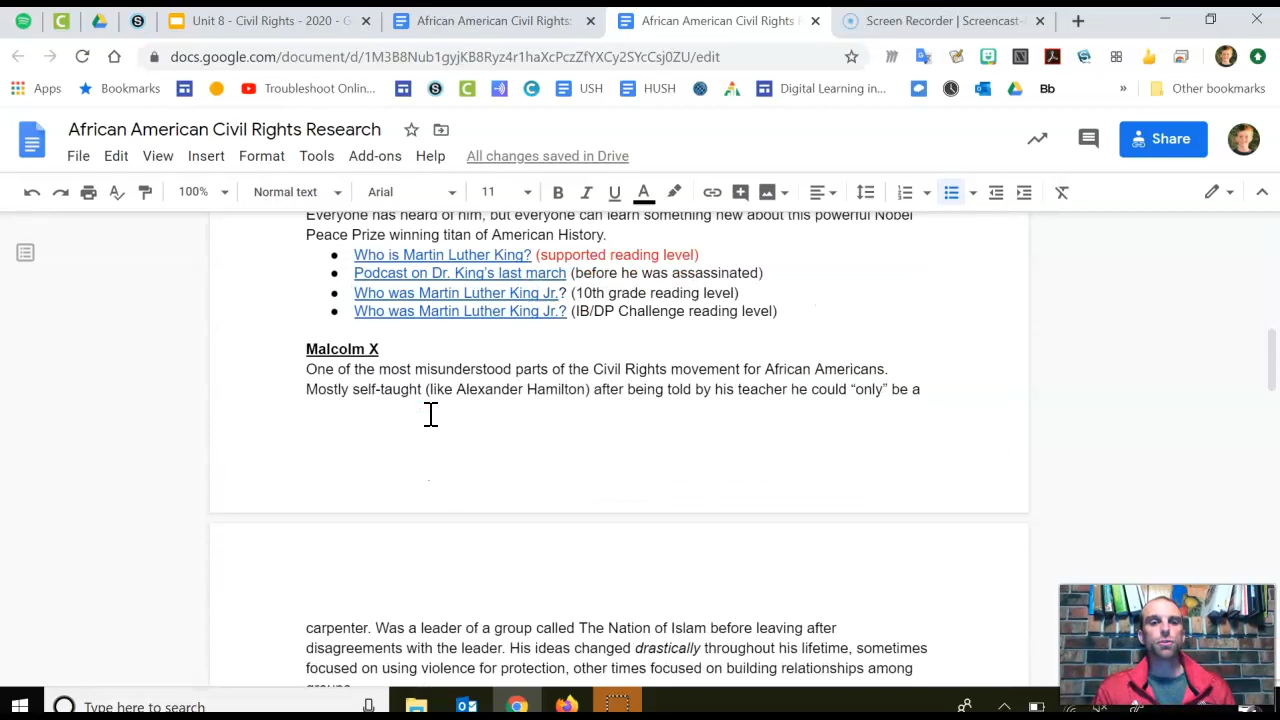 Unit 8 - Civil Rights - 2020 - G
African American Civil Rights
African American Civil Rights R
Screen Recorder | Screencast-
docs.google.com/document/d/1M3B8Nub1gyjKB8Ryz4r1haXcPczZfYXCy2SYcCsj0ZU/edit
Apps
Bookmarks
Troubleshoot Onlin...
USH
HUSH
Digital Learning in...
Bb
»
Other bookmarks
African American Civil Rights Research
File Edit View Insert Format Tools Add-ons Help All changes saved in Drive
Share
100% Normal text Arial 11 B I U A
Everyone has heard of him, but everyone can learn something new about this powerful Nobel
Peace Prize winning titan of American History.
● Who is Martin Luther King? (supported reading level)
● Podcast on Dr. King's last march (before he was assassinated)
● Who was Martin Luther King Jr.? (10th grade reading level)
● Who was Martin Luther King Jr.? (IB/DP Challenge reading level)
Malcolm X
One of the most misunderstood parts of the Civil Rights movement for African Americans.
Mostly self-taught (like Alexander Hamilton) after being told by his teacher he could “only” be a
carpenter. Was a leader of a group called The Nation of Islam before leaving after
disagreements with the leader. His ideas changed drastically throughout his lifetime, sometimes
focused on using violence for protection, other times focused on building relationships among
groups.
Type here to search